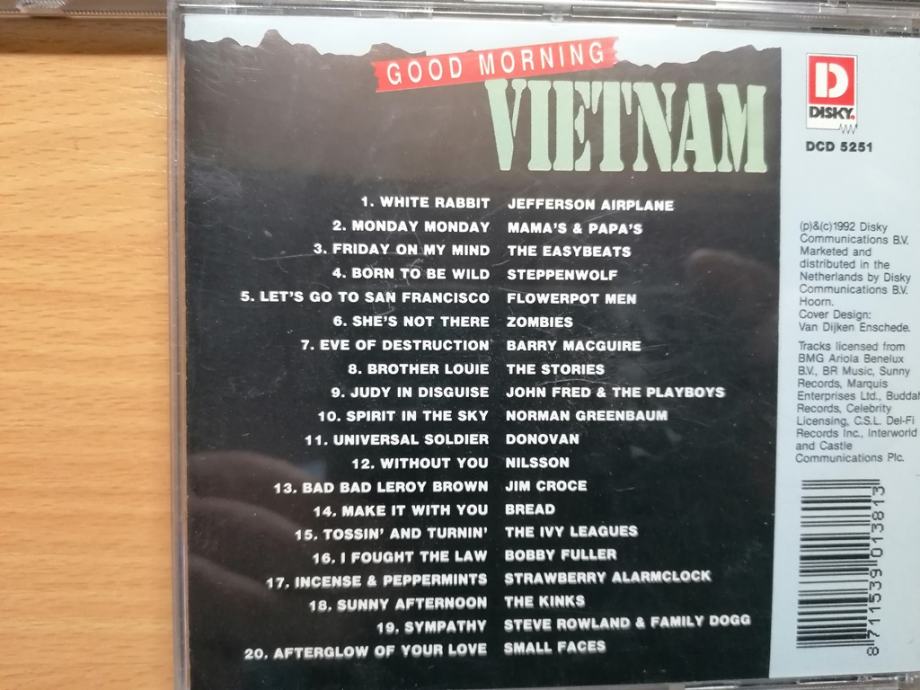 GOOD MORNING
VIETNAM
1. WHITE RABBIT JEFFERSON AIRPLANE
2. MONDAY MONDAY MAMA'S & PAPA'S
3. FRIDAY ON MY MIND THE EASYBEATS
4. BORN TO BE WILD STEPPENWOLF
5. LET'S GO TO SAN FRANCISCO FLOWERPOT MEN
6. SHE'S NOT THERE ZOMBIES
7. EVE OF DESTRUCTION BARRY MACGUIRE
8. BROTHER LOUIE THE STORIES
9. JUDY IN DISGUISE JOHN FRED & THE PLAYBOYS
10. SPIRIT IN THE SKY NORMAN GREENBAUM
11. UNIVERSAL SOLDIER DONOVAN
12. WITHOUT YOU NILSSON
13. BAD BAD LEROY BROWN JIM CROCE
14. MAKE IT WITH YOU BREAD
15. TOSSIN' AND TURNIN' THE IVY LEAGUES
16. I FOUGHT THE LAW BOBBY FULLER
17. INCENSE & PEPPERMINTS STRAWBERRY ALARMCLOCK
18. SUNNY AFTERNOON THE KINKS
19. SYMPATHY STEVE ROWLAND & FAMILY DOGG
20. AFTERGLOW OF YOUR LOVE SMALL FACES
D
DISKY.
DCD 5251
(p)&(c)1992 Disky
Communications B.V.
Marketed and
distributed in the
Netherlands by Disky
Communications B.V.
Hoorn.
Cover Design:
Van Dijken Enschede.
Tracks licensed from
BMG Ariola Benelux
B.V., BR Music, Sunny
Records, Marquis
Enterprises Ltd., Buddah
Records, Celebrity
Licensing, C.S.L. Del-Fi
Records Inc., Interworld
and Castle
Communications Plc.
8 711539 013813